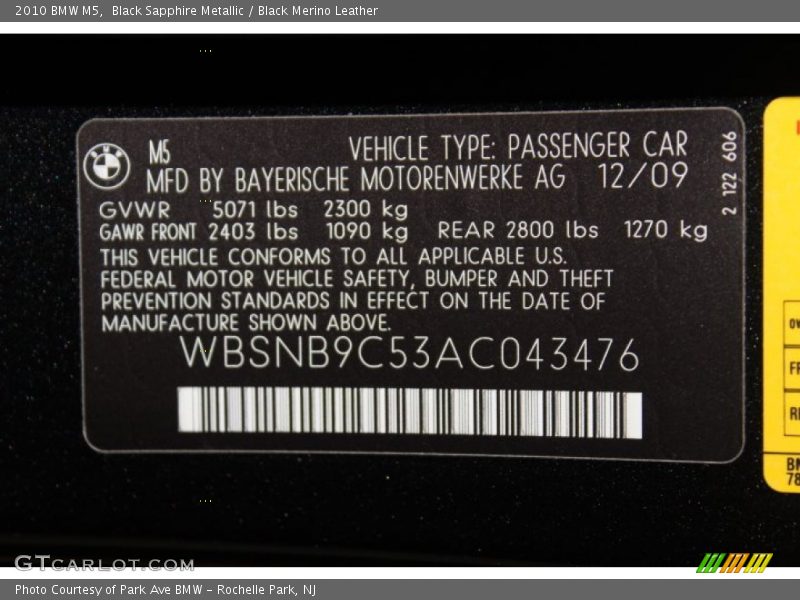 2010 BMW M5,  Black Sapphire Metallic / Black Merino Leather
M5 VEHICLE TYPE: PASSENGER CAR
MFD BY BAYERISCHE MOTORENWERKE AG 12/09
2 122 606
GVWR 5071 lbs 2300 kg
GAWR FRONT 2403 lbs 1090 kg REAR 2800 lbs 1270 kg
THIS VEHICLE CONFORMS TO ALL APPLICABLE U.S.
FEDERAL MOTOR VEHICLE SAFETY, BUMPER AND THEFT
PREVENTION STANDARDS IN EFFECT ON THE DATE OF
MANUFACTURE SHOWN ABOVE.
WBSNB9C53AC043476
GTCARLOT.COM
Photo Courtesy of Park Ave BMW - Rochelle Park, NJ